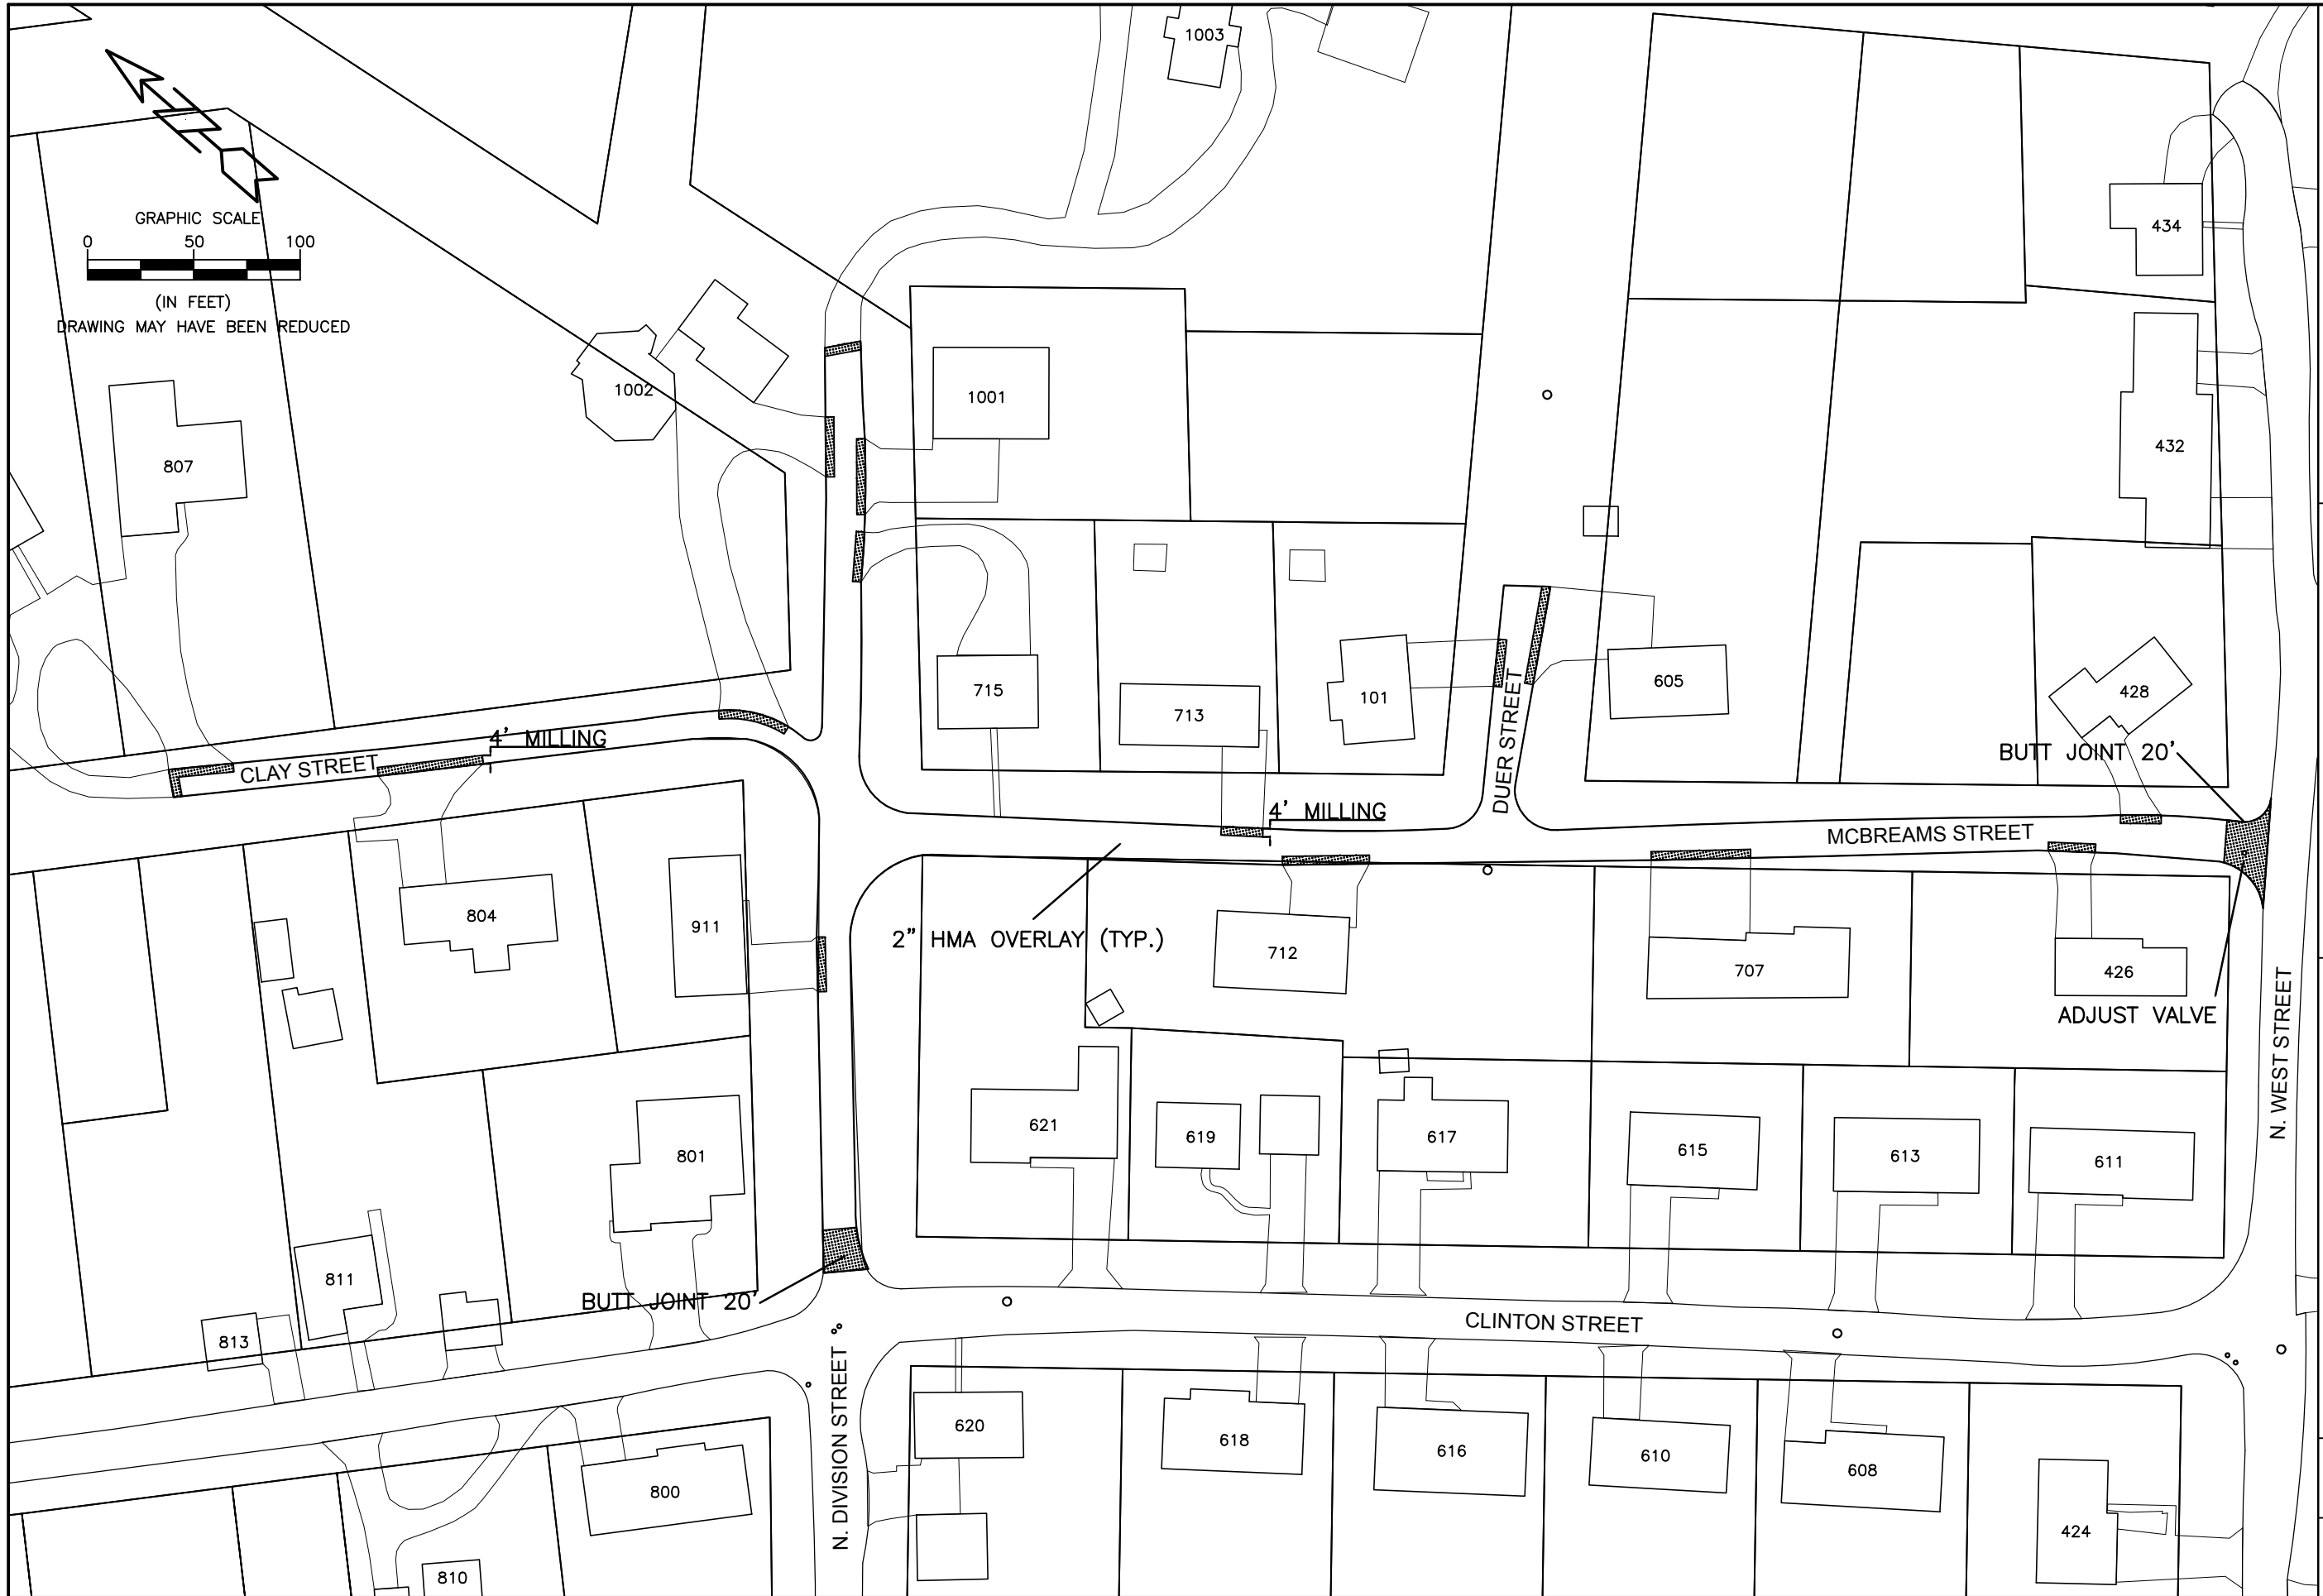 1003
GRAPHIC SCALE
0 50 100
(IN FEET)
DRAWING MAY HAVE BEEN REDUCED
434
1002
1001
432
807
715
713
101
605
428
4' MILLING
CLAY STREET
DUER STREET
BUTT JOINT 20'
4' MILLING
MCBREAMS STREET
804
911
2" HMA OVERLAY (TYP.)
712
707
426
ADJUST VALVE
N. WEST STREET
621
619
617
615
613
611
801
811
813
BUTT JOINT 20'
CLINTON STREET
N. DIVISION STREET
620
618
616
610
608
424
800
810